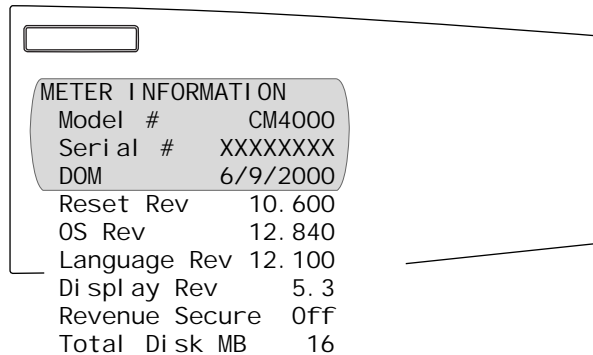 METER INFORMATION
Model # CM4000
Serial # XXXXXXXX
DOM 6/9/2000
Reset Rev 10.600
OS Rev 12.840
Language Rev 12.100
Display Rev 5.3
Revenue Secure Off
Total Disk MB 16